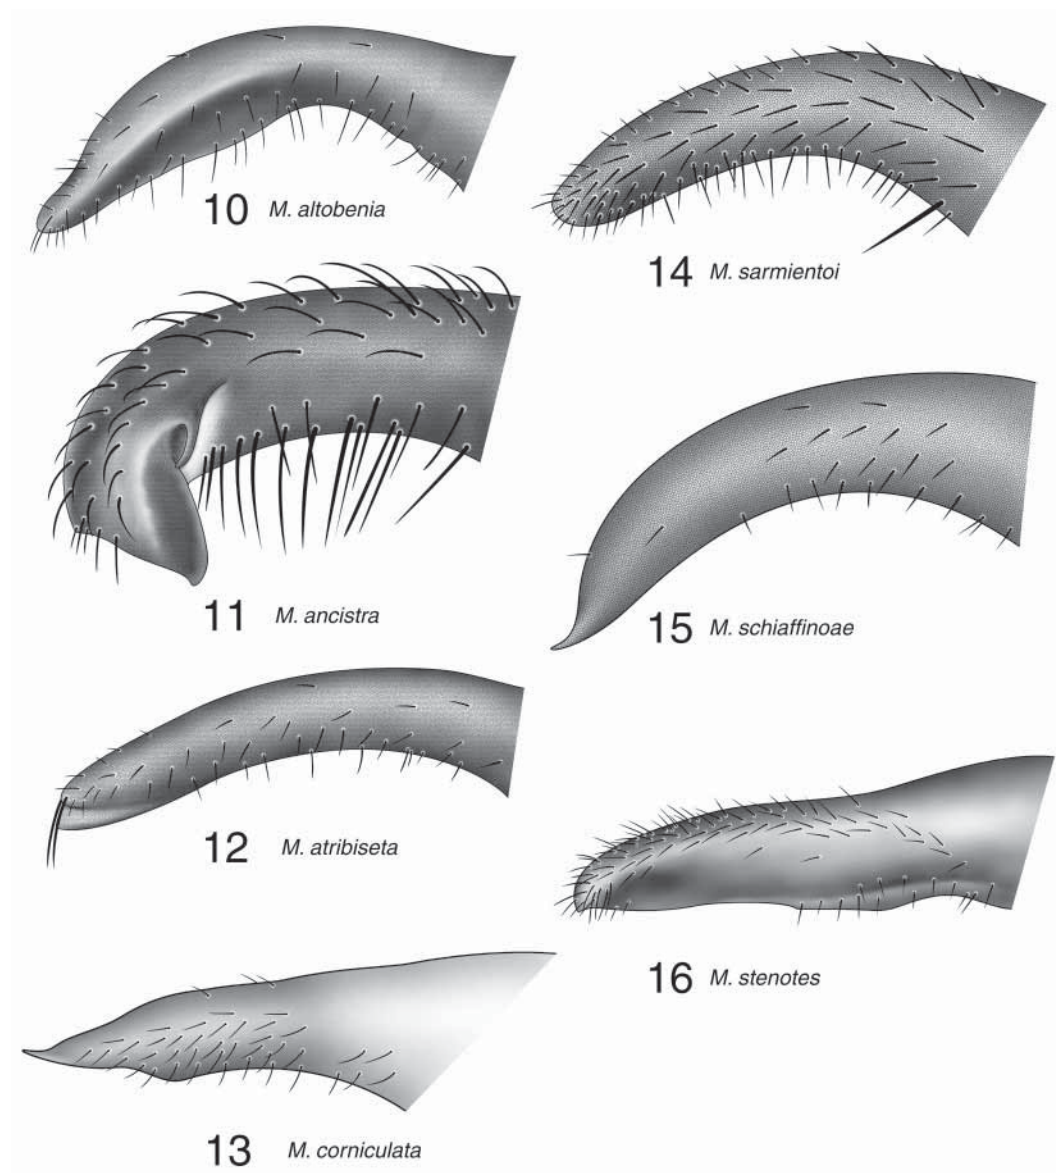 10 M. altobenia
11 M. ancistra
12 M. atribiseta
13 M. corniculata
14 M. sarmientoi
15 M. schiaffinoae
16 M. stenotes